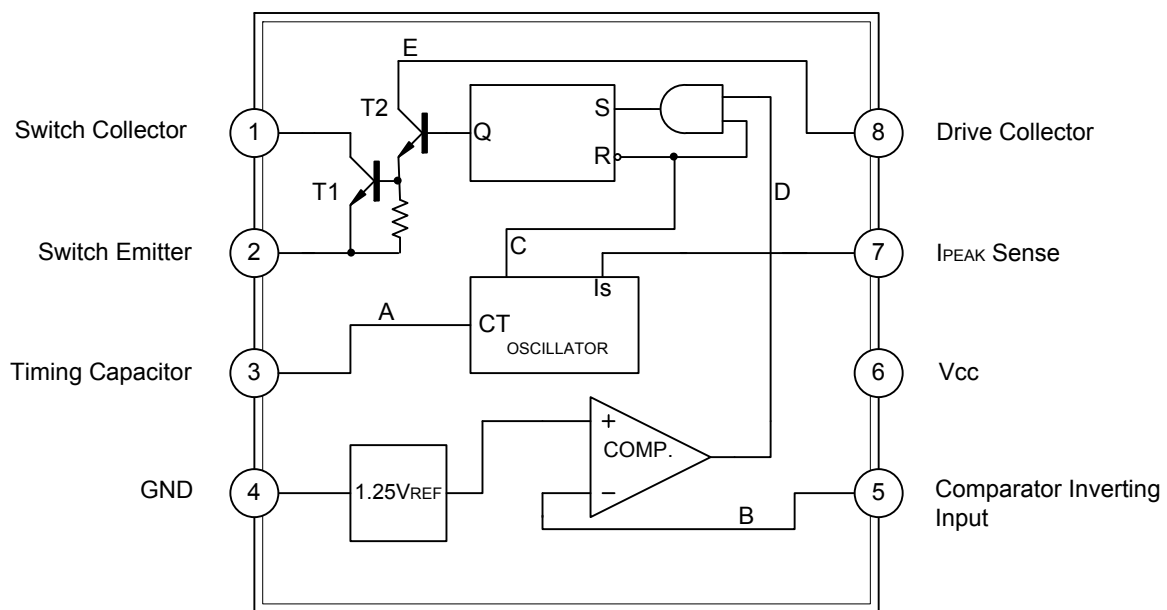 E
T2
S
Switch Collector
1
Q
8
Drive Collector
R
T1
D
Switch Emitter
2
C
7
IPEAK Sense
Is
A
CT
Timing Capacitor
3
OSCILLATOR
6
Vcc
+
COMP.
GND
4
1.25VREF
−
B
5
Comparator Inverting
Input